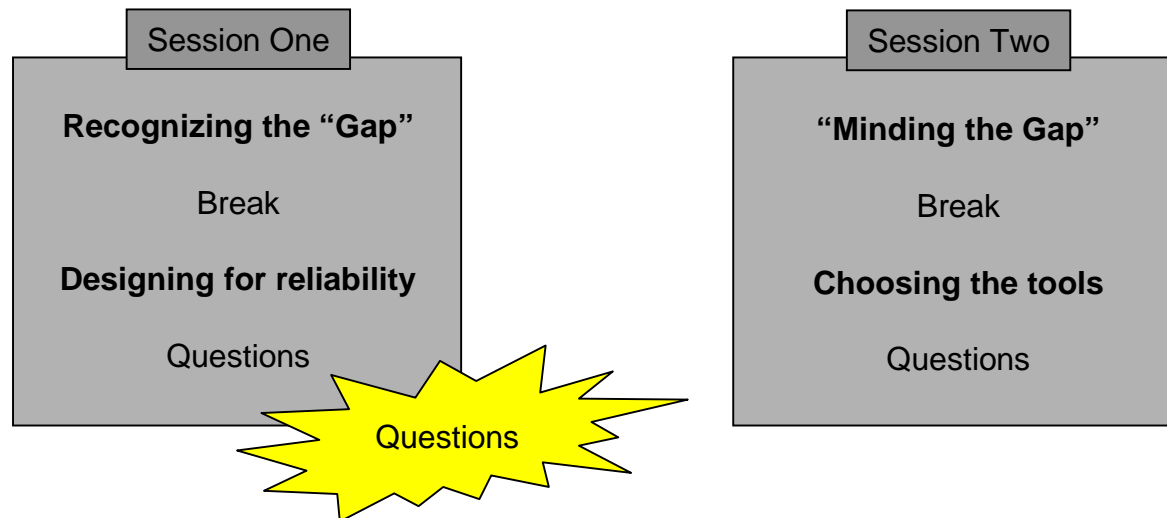 Session One
Recognizing the “Gap”
Break
Designing for reliability
Questions
Questions
Session Two
“Minding the Gap”
Break
Choosing the tools
Questions